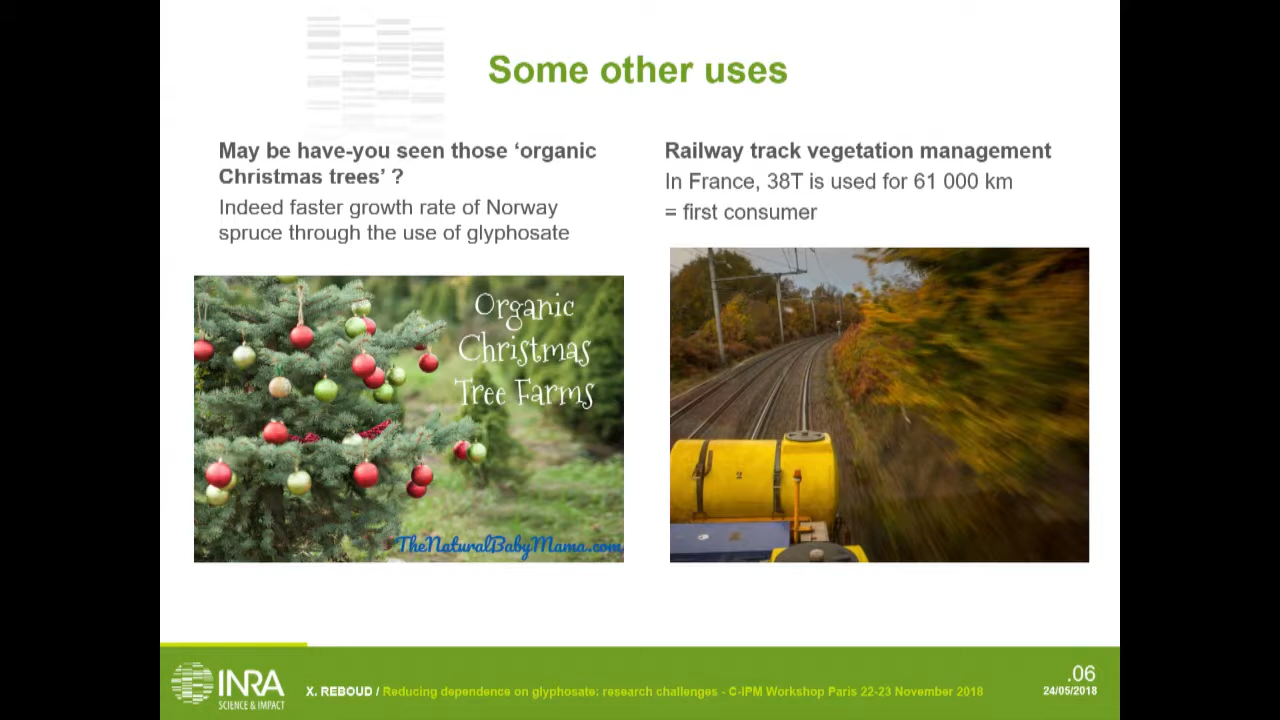 Some other uses
May be have-you seen those ‘organic
Christmas trees’ ?
Indeed faster growth rate of Norway
spruce through the use of glyphosate
Railway track vegetation management
In France, 38T is used for 61 000 km
= first consumer
Organic
Christmas
Tree Farms
TheNaturalBabyMama.com
INRA
SCIENCE & IMPACT
X. REBOUD / Reducing dependence on glyphosate: research challenges - C-IPM Workshop Paris 22-23 November 2018
.06
24/05/2018